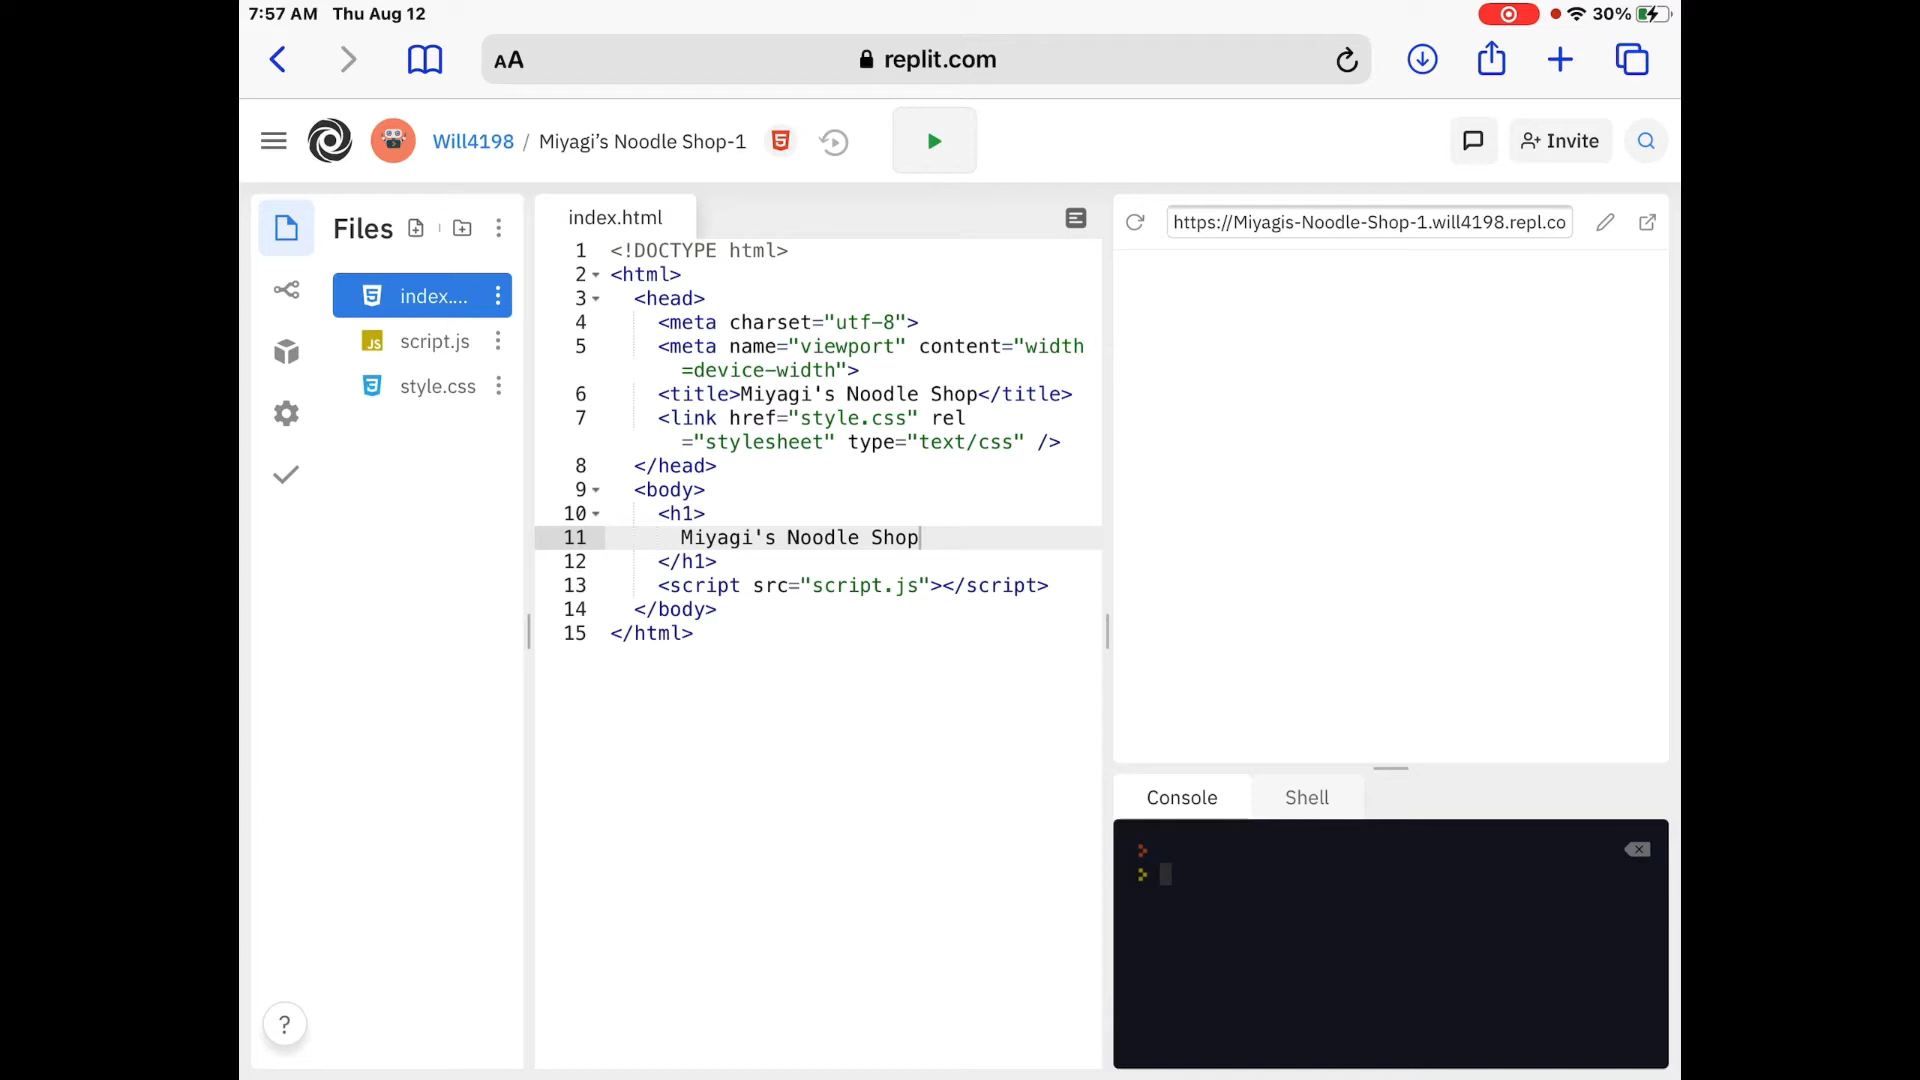 7:57 AM Thu Aug 12
30%
AA
replit.com
Will4198 / Miyagi’s Noodle Shop-1
5
Invite
Files
index....
JS script.js
3 style.css
index.html
1 <!DOCTYPE html>
2 <html>
3 <head>
4 <meta charset="utf-8">
5 <meta name="viewport" content="width
=device-width">
6 <title>Miyagi's Noodle Shop</title>
7 <link href="style.css" rel
="stylesheet" type="text/css" />
8 </head>
9 <body>
10 <h1>
11 Miyagi's Noodle Shop
12 </h1>
13 <script src="script.js"></script>
14 </body>
15 </html>
https://Miyagis-Noodle-Shop-1.will4198.repl.co
Console
Shell
>
>
?